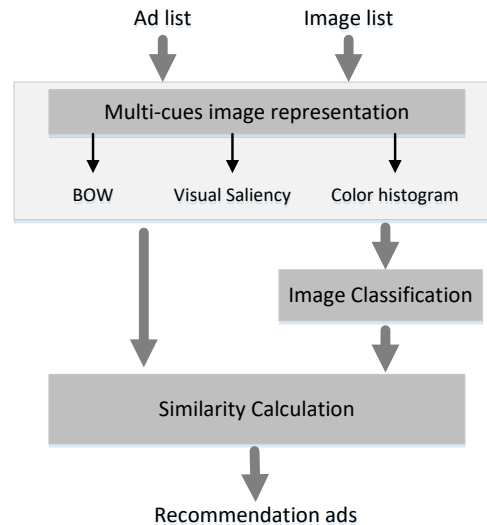 Ad list
Image list
Multi-cues image representation
BOW
Visual Saliency
Color histogram
Image Classification
Similarity Calculation
Recommendation ads